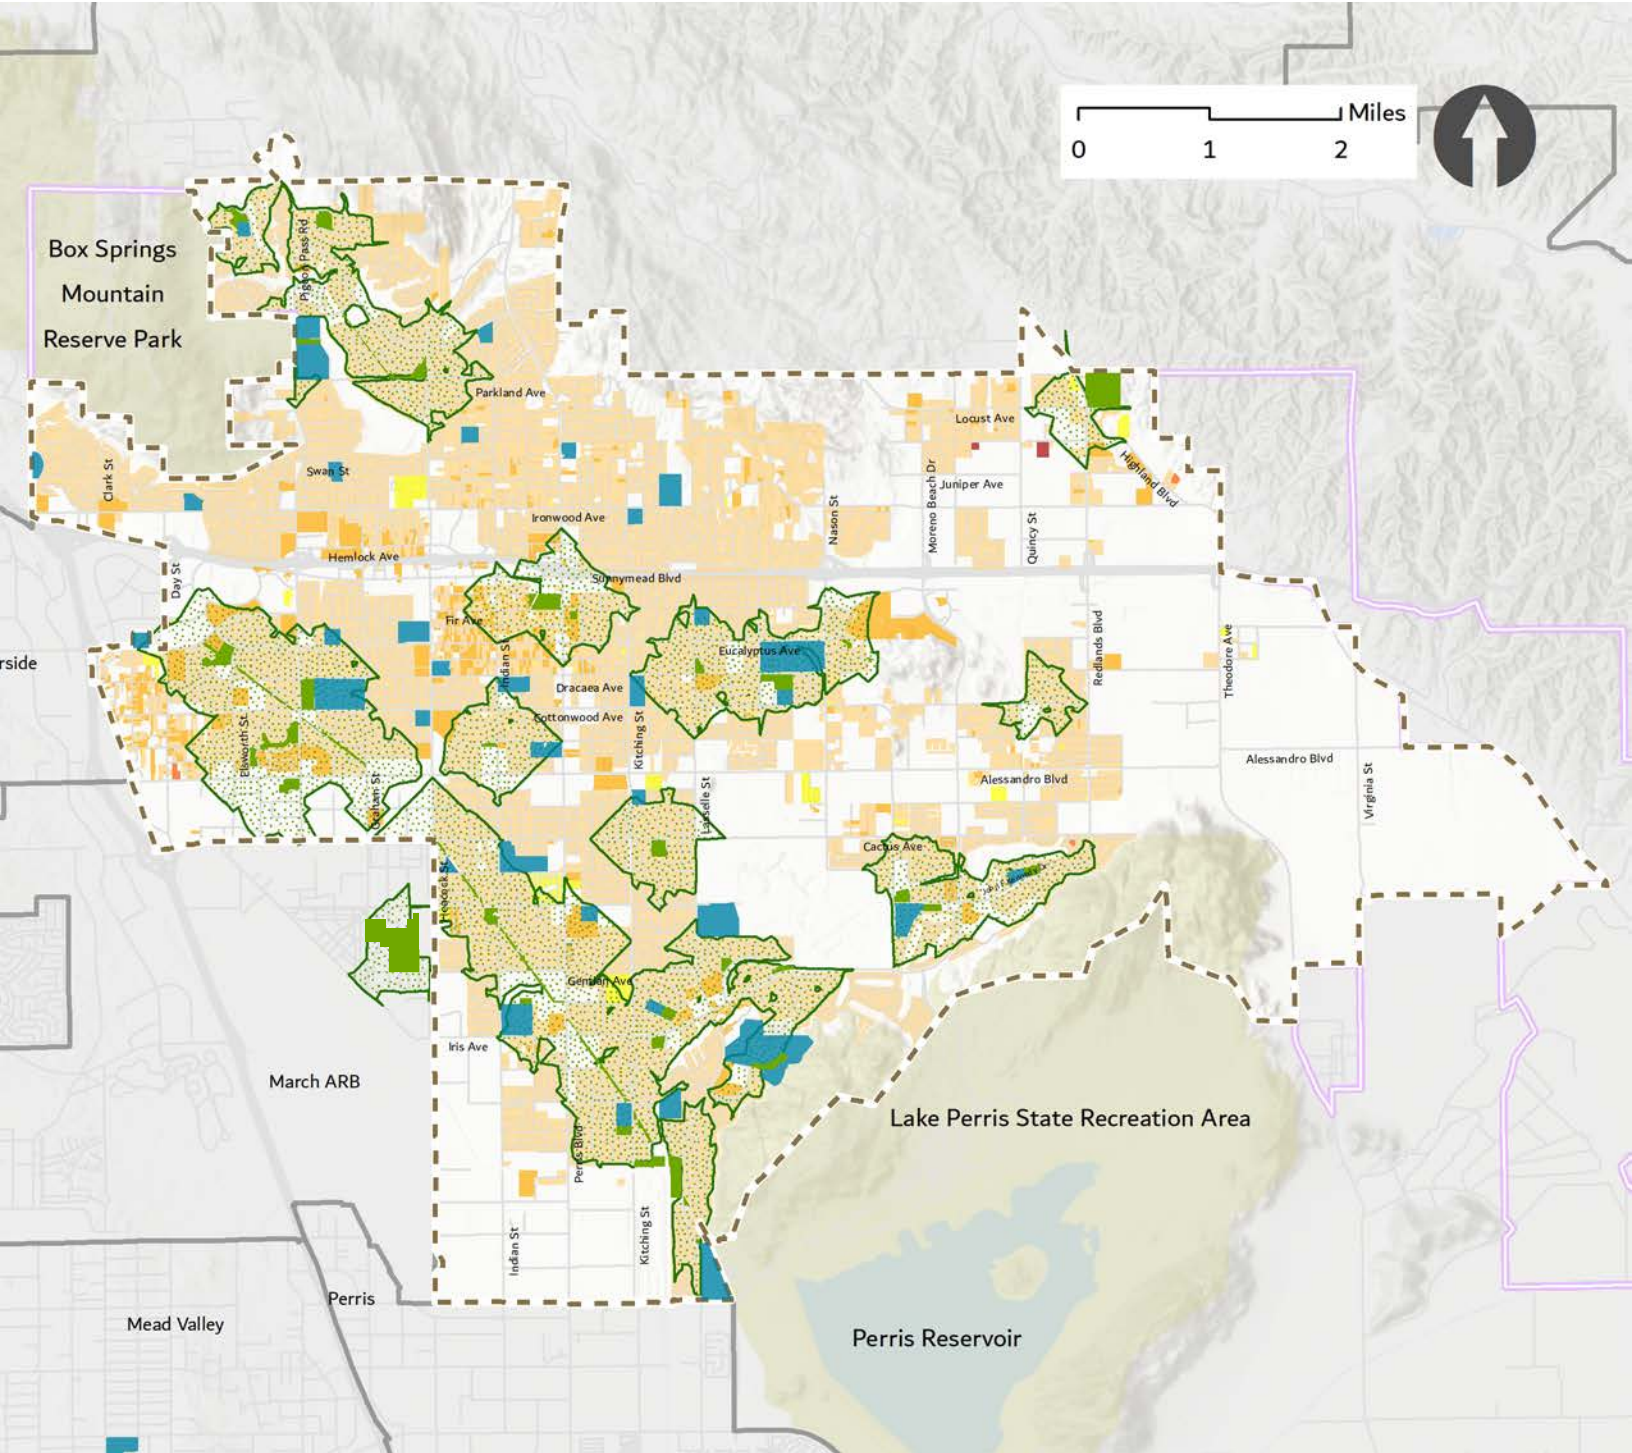 Miles
0 1 2
Box Springs
Mountain
Reserve Park
Pigeon Pass Rd
Parkland Ave
Locust Ave
Clark St
Swan St
Highland Blvd
Juniper Ave
Moreno Beach Dr
Nason St
Quincy St
Ironwood Ave
Hemlock Ave
Sunnymead Blvd
Day St
Fir Ave
Indian St
Eucalyptus Ave
Redlands Blvd
Theodore Ave
rside
Dracaea Ave
Cottonwood Ave
Kitching St
Elsworth St
Alessandro Blvd
Alessandro Blvd
Graham St
Lasselle St
Virginia St
Cactus Ave
Heacock St
Gentian Ave
Iris Ave
March ARB
Lake Perris State Recreation Area
Perris Blvd
Indian St
Kitching St
Perris
Mead Valley
Perris Reservoir